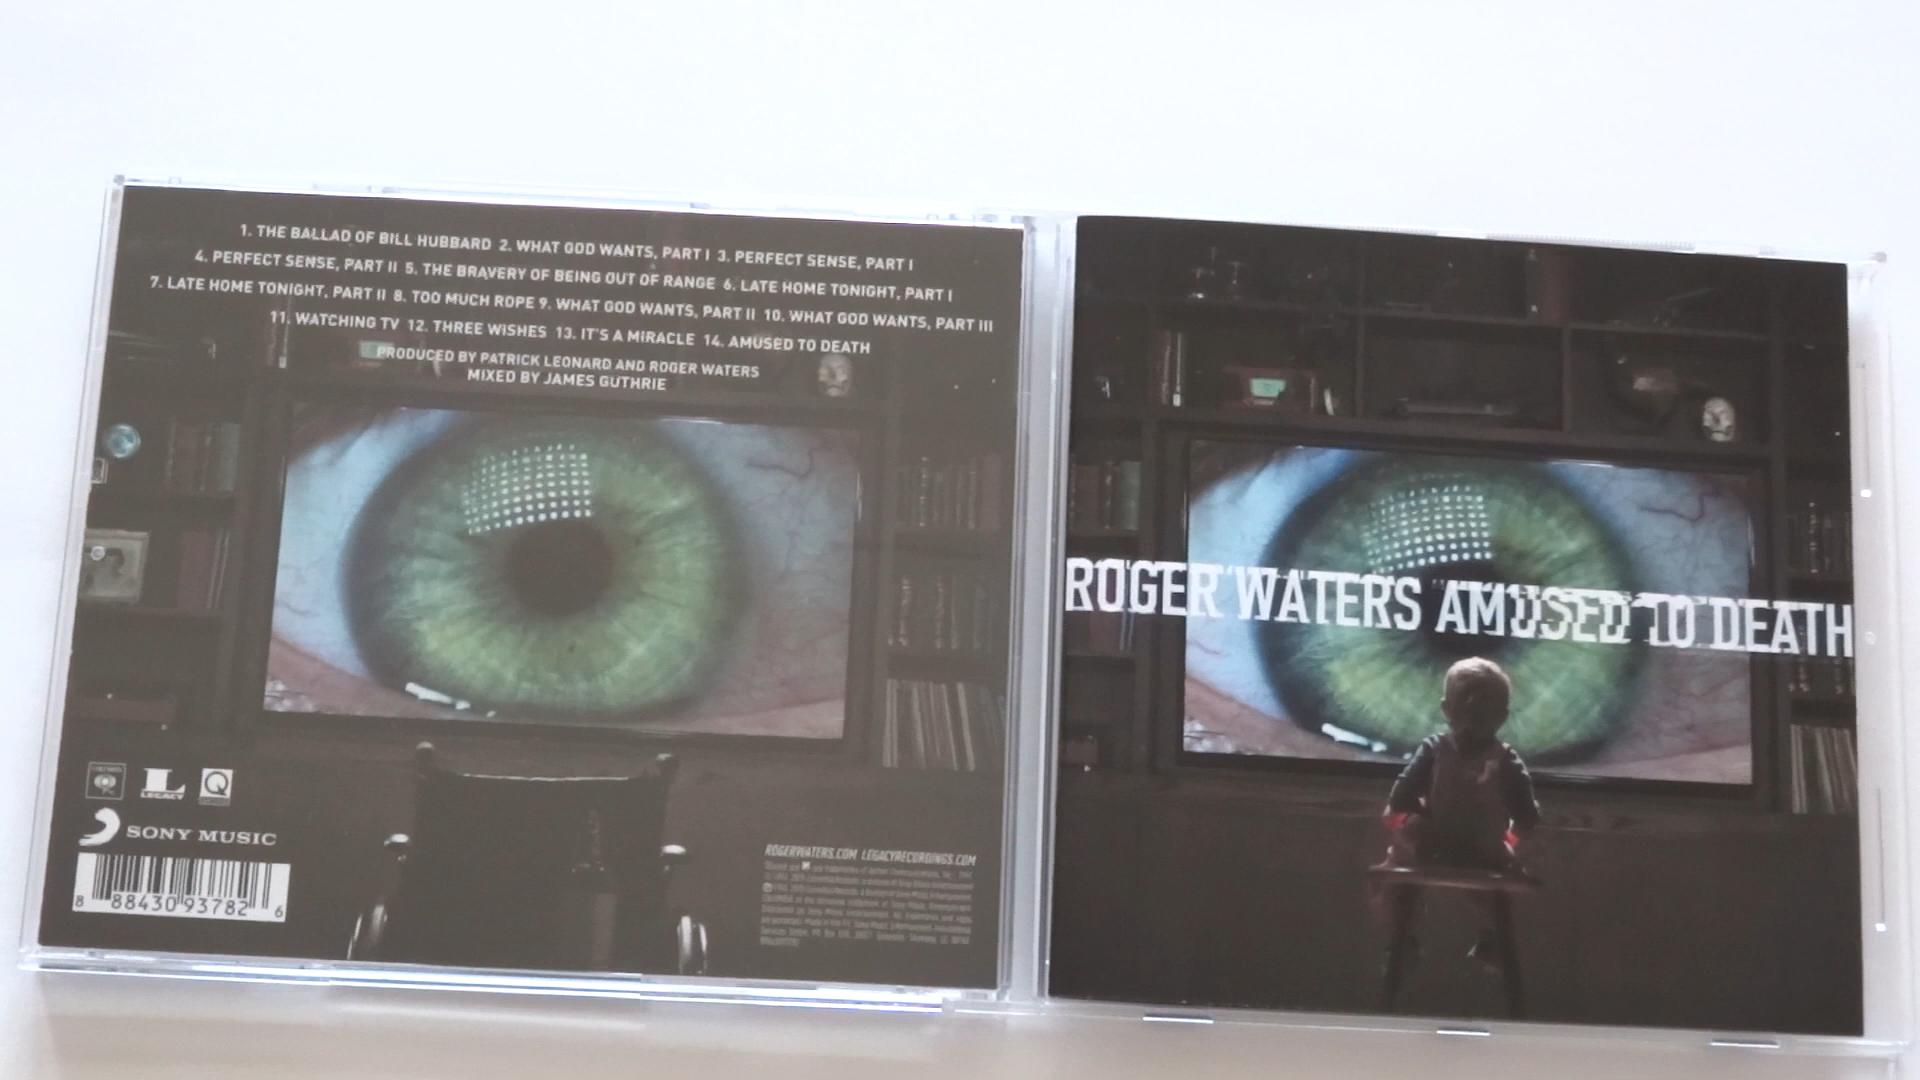 1. THE BALLAD OF BILL HUBBARD 2. WHAT GOD WANTS, PART I 3. PERFECT SENSE, PART I
4. PERFECT SENSE, PART II 5. THE BRAVERY OF BEING OUT OF RANGE 6. LATE HOME TONIGHT, PART I
7. LATE HOME TONIGHT, PART II 8. TOO MUCH ROPE 9. WHAT GOD WANTS, PART II 10. WHAT GOD WANTS, PART III
11. WATCHING TV 12. THREE WISHES 13. IT'S A MIRACLE 14. AMUSED TO DEATH
PRODUCED BY PATRICK LEONARD AND ROGER WATERS
MIXED BY JAMES GUTHRIE
L LEGACY
Q
SONY MUSIC
8 88430 93782 6
ROGERWATERS.COM LEGACYRECORDINGS.COM
ROGER WATERS AMUSED TO DEATH